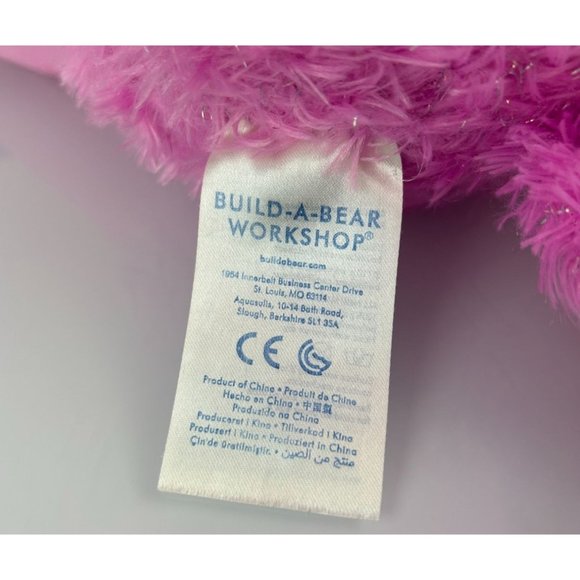 BUILD-A-BEAR
WORKSHOP®
buildabear.com
1954 Innerbelt Business Center Drive
St. Louis, MO 63114
Aquasulis, 10-14 Bath Road,
Slough, Berkshire SL1 3SA
CE
Product of China • Produit de Chine
Hecho en China • 中國製
Produzido na China
Produceret i Kina • Tillverkad i Kina
Produsert i Kina • Produziert in China
Çin'de üretilmiştir. • منتج من الصين